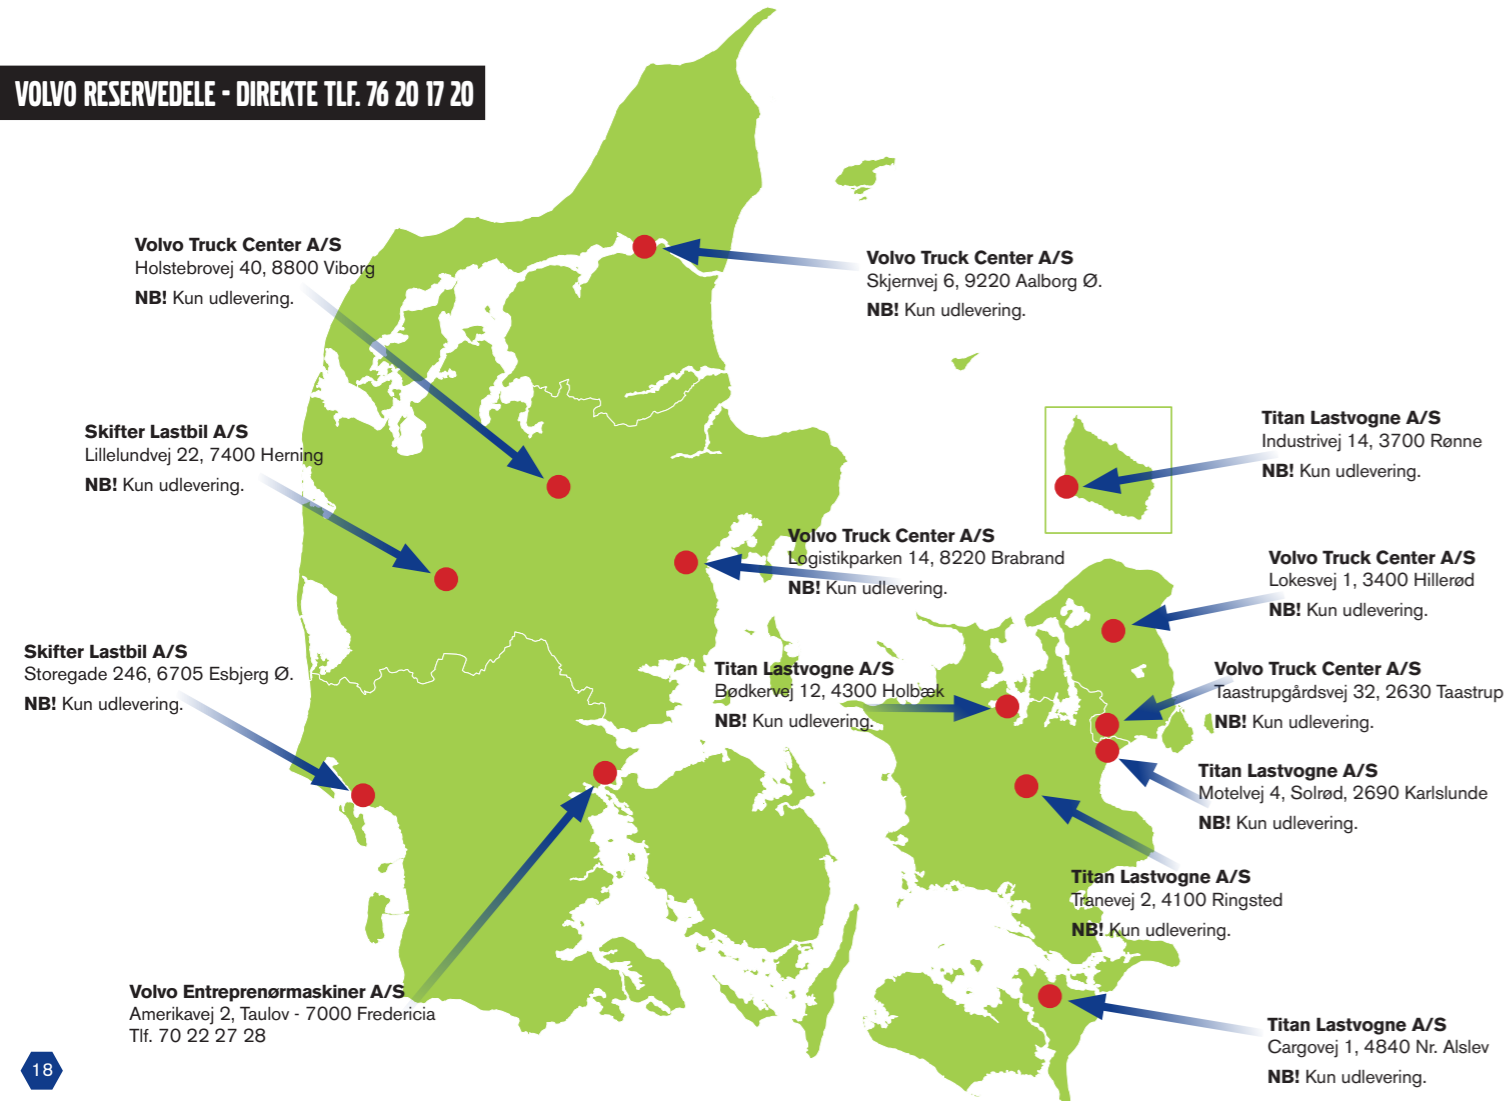 VOLVO RESERVEDELE - DIREKTE TLF. 76 20 17 20
Volvo Truck Center A/S
Holstebrovej 40, 8800 Viborg
NB! Kun udlevering.
Volvo Truck Center A/S
Skjernvej 6, 9220 Aalborg Ø.
NB! Kun udlevering.
Skifter Lastbil A/S
Lillelundvej 22, 7400 Herning
NB! Kun udlevering.
Titan Lastvogne A/S
Industrivej 14, 3700 Rønne
NB! Kun udlevering.
Volvo Truck Center A/S
Logistikparken 14, 8220 Brabrand
NB! Kun udlevering.
Volvo Truck Center A/S
Lokesvej 1, 3400 Hillerød
NB! Kun udlevering.
Skifter Lastbil A/S
Storegade 246, 6705 Esbjerg Ø.
NB! Kun udlevering.
Titan Lastvogne A/S
Bødkervej 12, 4300 Holbæk
NB! Kun udlevering.
Volvo Truck Center A/S
Taastrupgårdsvej 32, 2630 Taastrup
NB! Kun udlevering.
Titan Lastvogne A/S
Motelvej 4, Solrød, 2690 Karlslunde
NB! Kun udlevering.
Titan Lastvogne A/S
Tranevej 2, 4100 Ringsted
NB! Kun udlevering.
Volvo Entreprenørmaskiner A/S
Amerikavej 2, Taulov - 7000 Fredericia
Tlf. 70 22 27 28
Titan Lastvogne A/S
Cargovej 1, 4840 Nr. Alslev
NB! Kun udlevering.
18